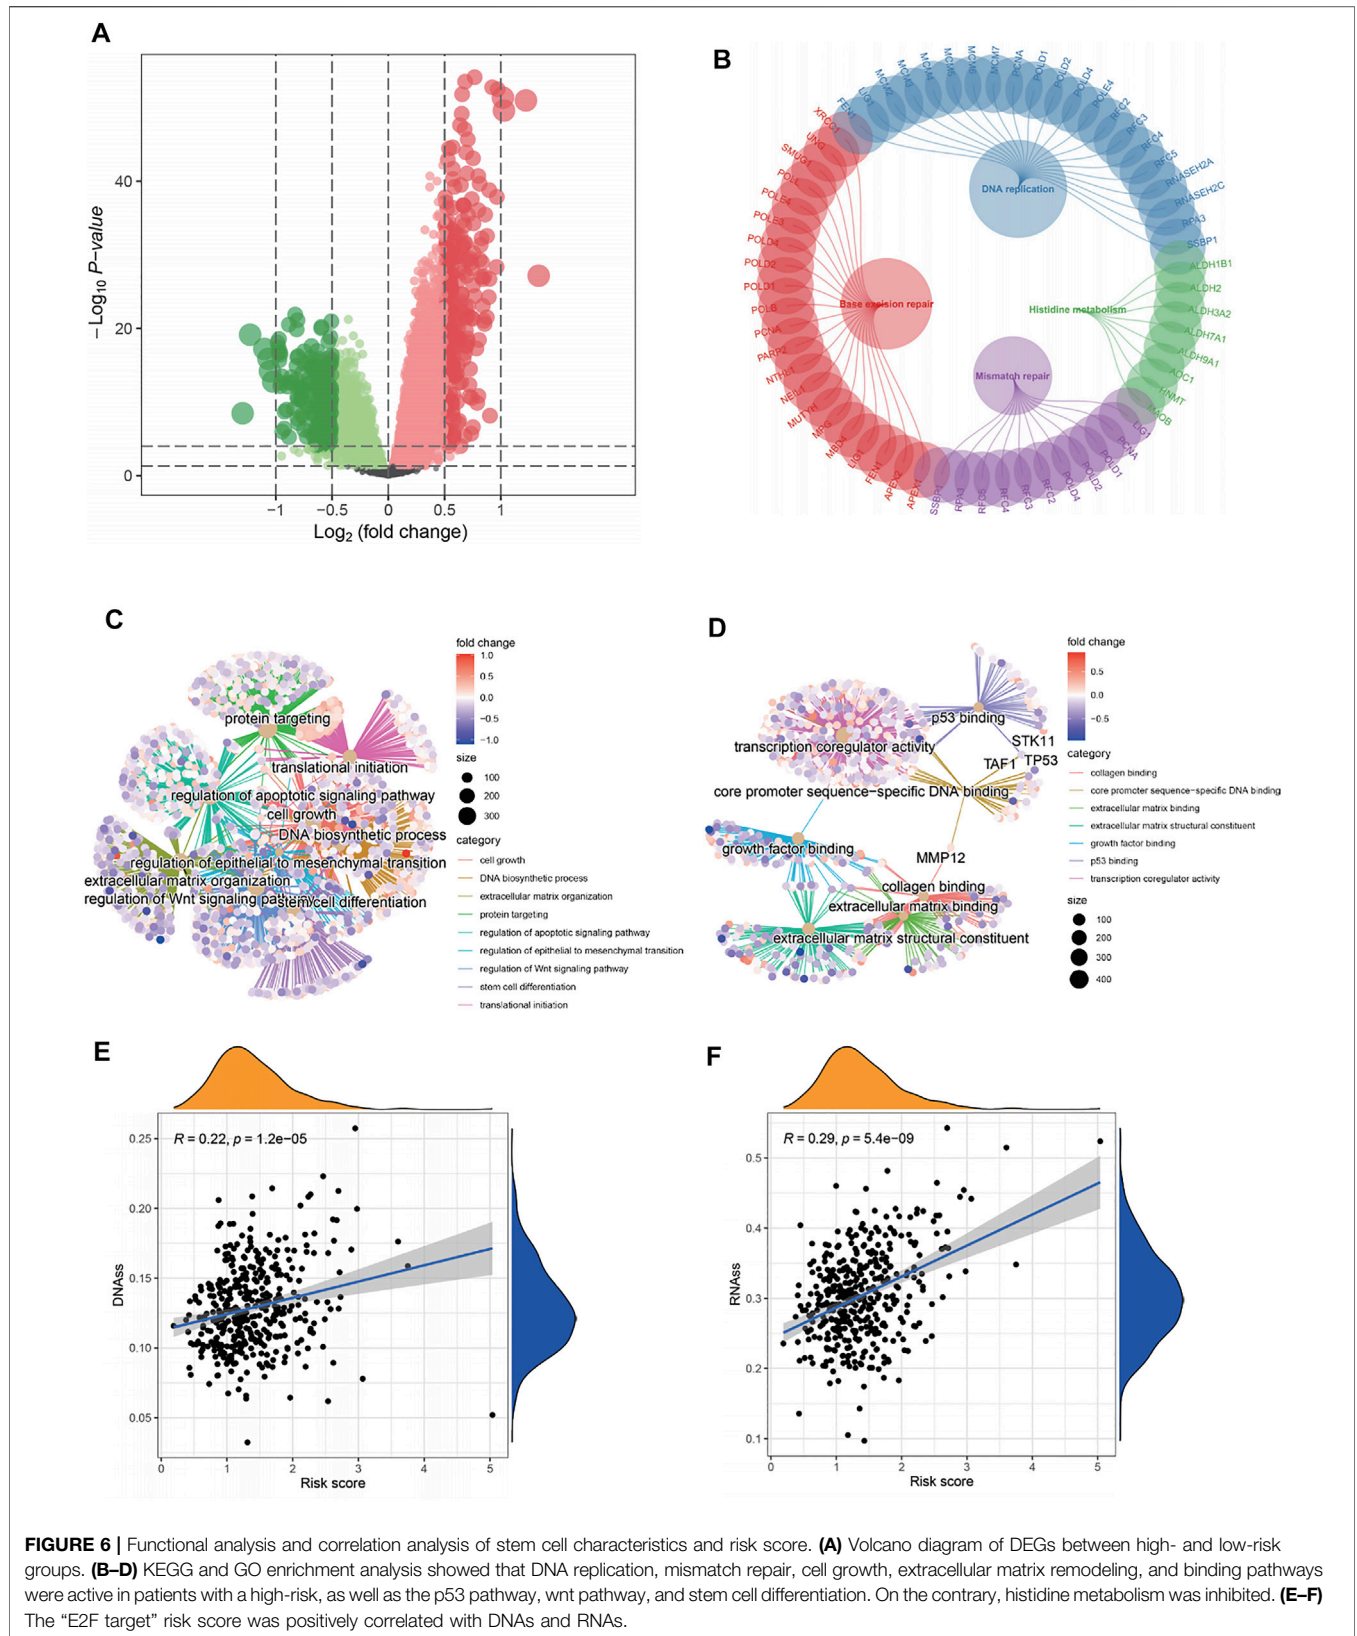 A
40
20
0
−Log10 P-value
−1
−0.5
0
0.5
1
Log2 (fold change)
B
FEN1
LIG1
MCM2
MCM3
MCM4
MCM5
MCM6
MCM7
PCNA
POLD1
POLD2
POLD4
POLE4
RFC2
RFC3
RFC4
RFC5
RNASEH2A
RNASEH2C
RPA3
SSBP1
ALDH1B1
ALDH2
ALDH3A2
ALDH7A1
ALDH9A1
AOC1
HNMT
MAOB
LIG1
PCNA
POLD1
POLD2
POLD4
RFC2
RFC3
RFC4
RFC5
RPA3
SSBP1
APEX1
APEX2
FEN1
LIG1
MBD4
MPG
MUTYH
NEIL1
NTHL1
PARP2
PCNA
POLB
POLD1
POLD2
POLD4
POLE3
POLE4
SMUG1
UNG
XRCC1
DNA replication
Base excision repair
Histidine metabolism
Mismatch repair
C
protein targeting
translational initiation
regulation of apoptotic signaling pathway
cell growth
DNA biosynthetic process
regulation of epithelial to mesenchymal transition
extracellular matrix organization
regulation of Wnt signaling pathway
stem cell differentiation
fold change
1.0
0.5
0.0
−0.5
−1.0
size
100
200
300
category
cell growth
DNA biosynthetic process
extracellular matrix organization
protein targeting
regulation of apoptotic signaling pathway
regulation of epithelial to mesenchymal transition
regulation of Wnt signaling pathway
stem cell differentiation
translational initiation
D
p53 binding
transcription coregulator activity
STK11
TAF1
TP53
core promoter sequence−specific DNA binding
growth factor binding
MMP12
collagen binding
extracellular matrix binding
extracellular matrix structural constituent
fold change
0.5
0.0
−0.5
category
collagen binding
core promoter sequence−specific DNA binding
extracellular matrix binding
extracellular matrix structural constituent
growth factor binding
p53 binding
transcription coregulator activity
size
100
200
300
400
E
R = 0.22, p = 1.2e−05
0.25
0.20
0.15
0.10
0.05
DNAss
0 1 2 3 4 5
Risk score
F
R = 0.29, p = 5.4e−09
0.5
0.4
0.3
0.2
0.1
RNAss
0 1 2 3 4 5
Risk score
FIGURE 6 | Functional analysis and correlation analysis of stem cell characteristics and risk score. (A) Volcano diagram of DEGs between high- and low-risk
groups. (B–D) KEGG and GO enrichment analysis showed that DNA replication, mismatch repair, cell growth, extracellular matrix remodeling, and binding pathways
were active in patients with a high-risk, as well as the p53 pathway, wnt pathway, and stem cell differentiation. On the contrary, histidine metabolism was inhibited. (E–F)
The “E2F target” risk score was positively correlated with DNAs and RNAs.